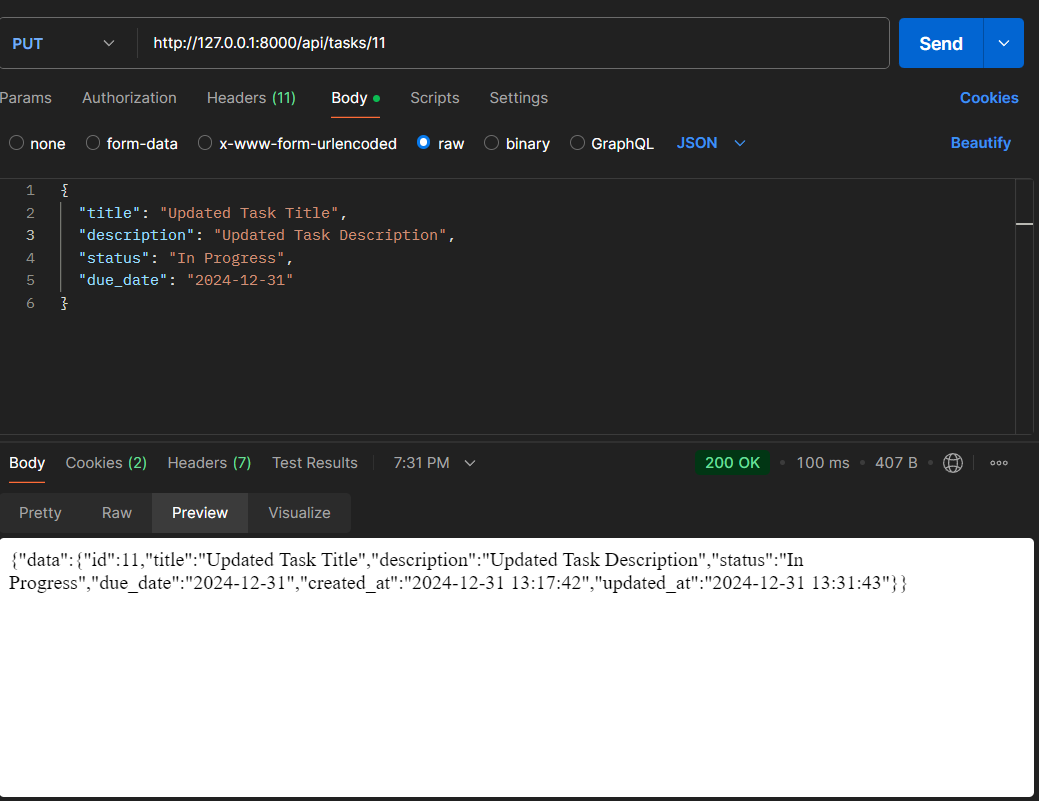 PUT http://127.0.0.1:8000/api/tasks/11 Send
Params Authorization Headers (11) Body Scripts Settings Cookies
none form-data x-www-form-urlencoded raw binary GraphQL JSON Beautify
1 {
2 "title": "Updated Task Title",
3 "description": "Updated Task Description",
4 "status": "In Progress",
5 "due_date": "2024-12-31"
6 }
Body Cookies (2) Headers (7) Test Results 7:31 PM 200 OK 100 ms 407 B
Pretty Raw Preview Visualize
{"data":{"id":11,"title":"Updated Task Title","description":"Updated Task Description","status":"In
Progress","due_date":"2024-12-31","created_at":"2024-12-31 13:17:42","updated_at":"2024-12-31 13:31:43"}}